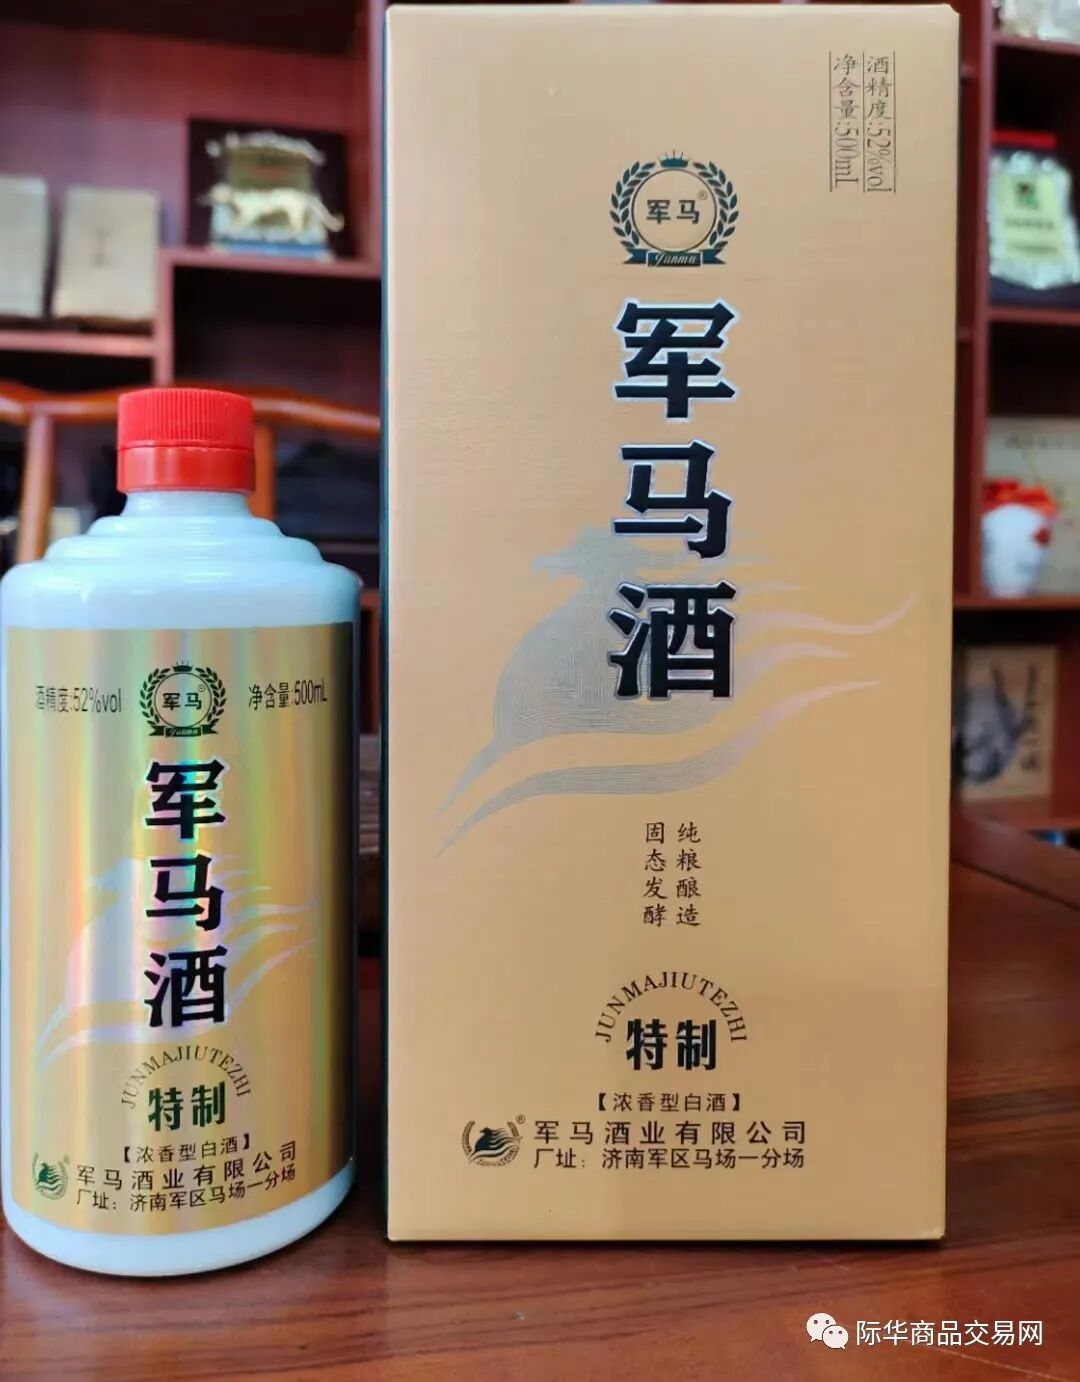 酒精度:52%vol
净含量:500mL
军马®
Junma
军马酒
纯粮酿造
固态发酵
JUNMAJIUTEZHI
特制
【浓香型白酒】
军马酒业有限公司
厂址：济南军区马场一分场
酒精度:52%vol
军马®
Junma
净含量:500mL
军马酒
JUNMAJIUTEZHI
特制
【浓香型白酒】
军马酒业有限公司
厂址：济南军区马场一分场
际华商品交易网